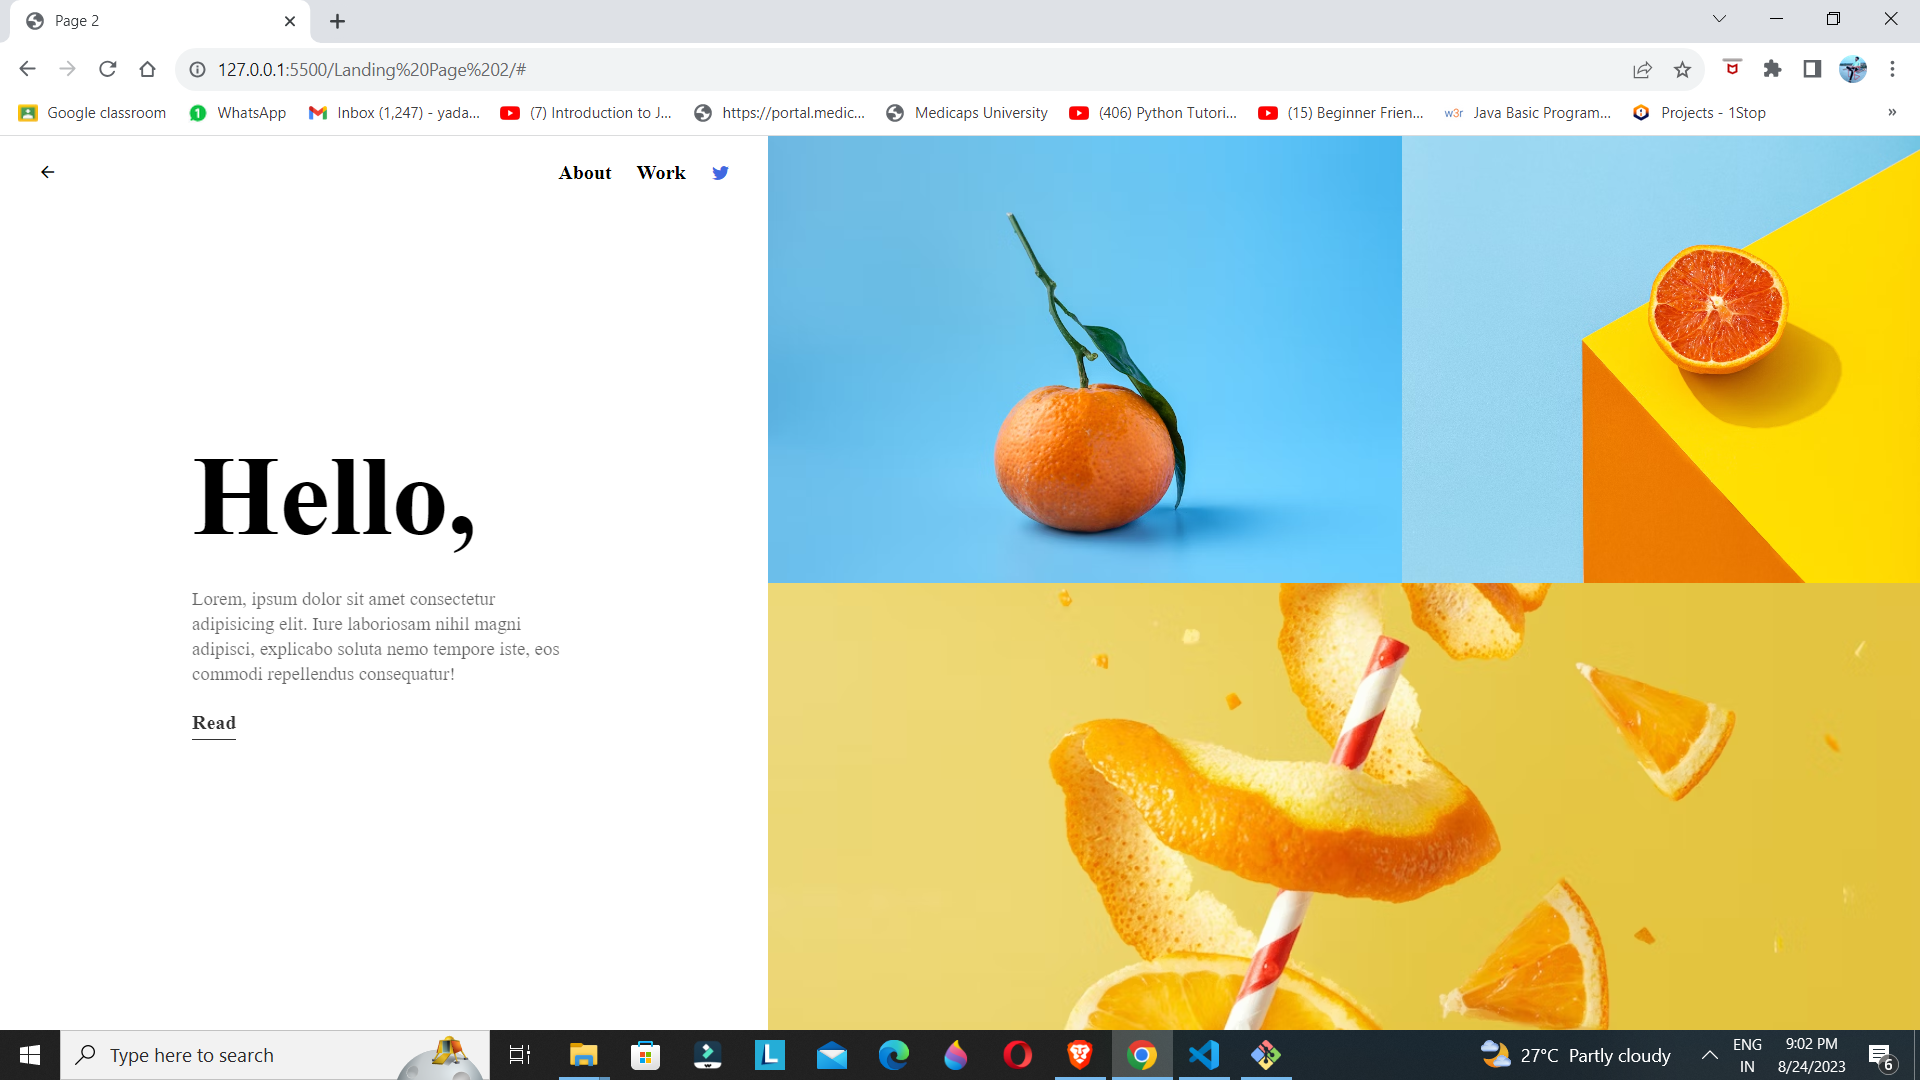 Page 2
127.0.0.1:5500/Landing%20Page%202/#
Google classroom
WhatsApp
Inbox (1,247) - yada...
(7) Introduction to J...
https://portal.medic...
Medicaps University
(406) Python Tutori...
(15) Beginner Frien...
w3r
Java Basic Program...
Projects - 1Stop
»
About
Work
Hello,
Lorem, ipsum dolor sit amet consectetur
adipisicing elit. Iure laboriosam nihil magni
adipisci, explicabo soluta nemo tempore iste, eos
commodi repellendus consequatur!
Read
Type here to search
L
27°C Partly cloudy
ENG
IN
9:02 PM
8/24/2023
6